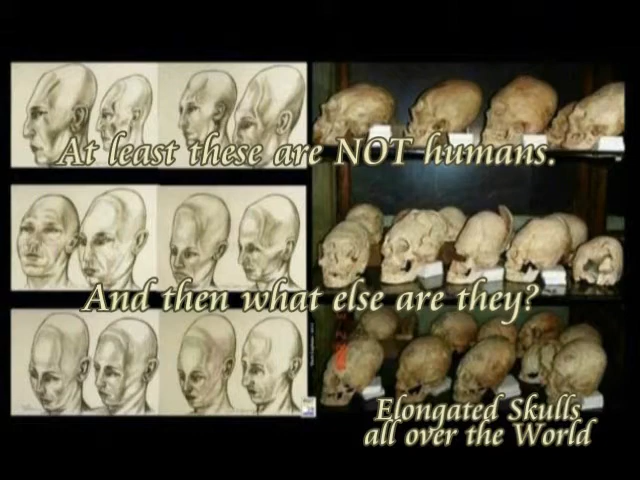 At least these are NOT humans.
And then what else are they?
Elongated Skulls
all over the World